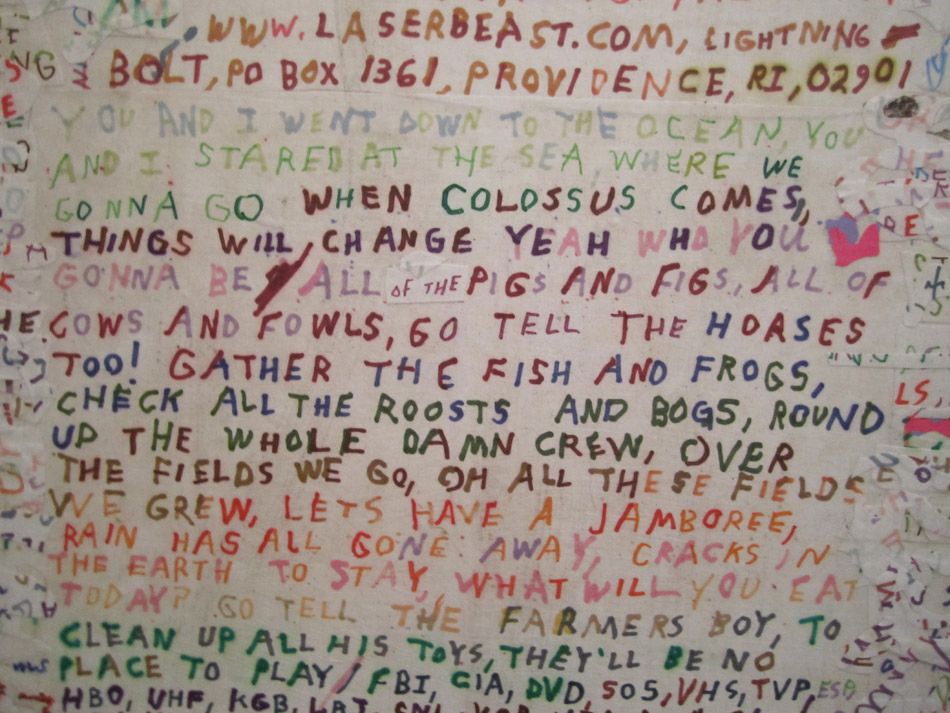 WWW.LASERBEAST.COM, LIGHTNING
BOLT, PO BOX 1361, PROVIDENCE, RI, 02901
YOU AND I WENT DOWN TO THE OCEAN, YOU
AND I STARED AT THE SEA, WHERE WE
GONNA GO WHEN COLOSSUS COMES,
THINGS WILL CHANGE YEAH WHO YOU
GONNA BE / ALL OF THE PIGS AND FIGS, ALL OF
COWS AND FOWLS, GO TELL THE HORSES
TOO! GATHER THE FISH AND FROGS,
CHECK ALL THE ROOSTS AND BOGS, ROUND
UP THE WHOLE DAMN CREW, OVER
THE FIELDS WE GO, OH ALL THESE FIELDS
WE GREW, LETS HAVE A JAMBOREE,
RAIN HAS ALL GONE AWAY, CRACKS IN
THE EARTH TO STAY, WHAT WILL YOU EAT
TODAY? GO TELL THE FARMERS BOY, TO
CLEAN UP ALL HIS TOYS, THEY'LL BE NO
PLACE TO PLAY / FBI, CIA, DVD, SOS, VHS, TVP, ESP
HBO, UHF, KGB,